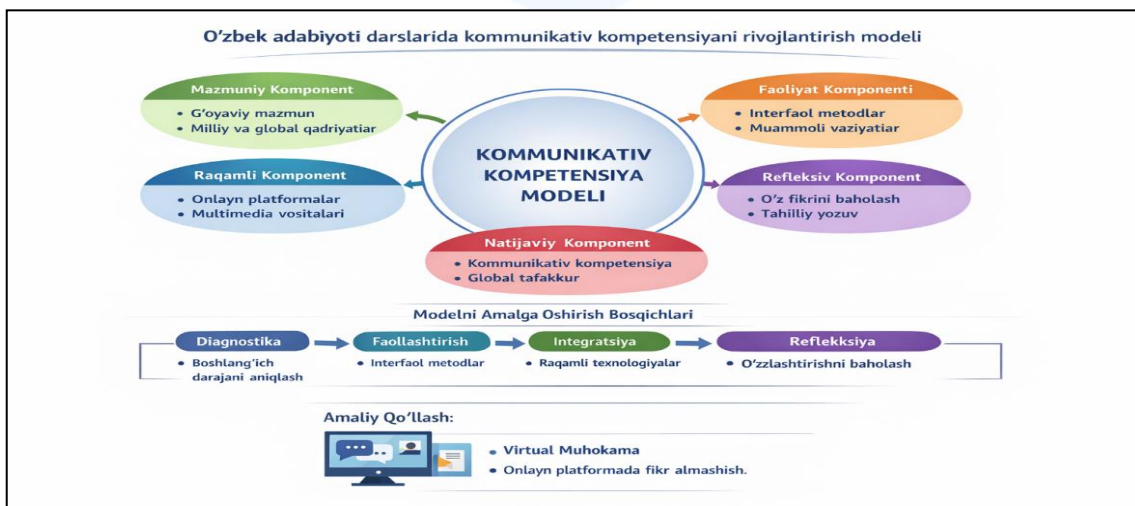 O'zbek adabiyoti darslarida kommunikativ kompetensiyani rivojlantirish modeli
Mazmuniy Komponent
• G'oyaviy mazmun
• Milliy va global qadriyatiar
Faoliyat Komponenti
• Interfaol metodlar
• Muammoli vaziyatiar
KOMMUNIKATIV
KOMPETENSIYA
MODELI
Raqamli Komponent
• Onlayn platformalar
• Multimedia vositalari
Refleksiv Komponent
• O'z fikrini baholash
• Tahilliy yozuv
Natijaviy Komponent
• Kommunikativ kompetensiya
• Global tafakkur
Modelni Amalga Oshirish Bosqichlari
Diagnostika
• Boshlang'ich
darajani aniqlash
Faollashtirish
• Interfaol metodlar
Integratsiya
• Raqamli texnologiyalar
Reflekksiya
• O'zzlashtirishni baholash
Amaliy Qo'llash:
• Virtual Muhokama
• Onlayn platformada fikr almashish.